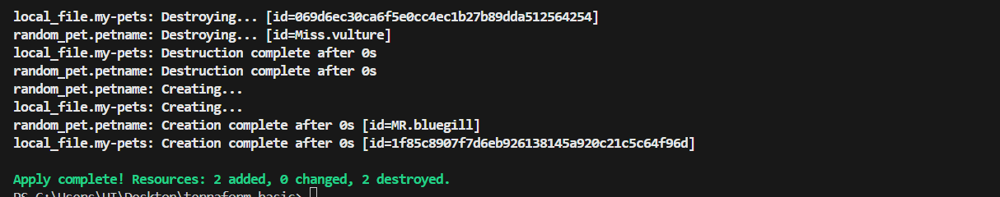 local_file.my-pets: Destroying... [id=069d6ec30ca6f5e0cc4ec1b27b89dda512564254]
random_pet.petname: Destroying... [id=Miss.vulture]
local_file.my-pets: Destruction complete after 0s
random_pet.petname: Destruction complete after 0s
random_pet.petname: Creating...
local_file.my-pets: Creating...
random_pet.petname: Creation complete after 0s [id=MR.bluegill]
local_file.my-pets: Creation complete after 0s [id=1f85c8907f7d6eb926138145a920c21c5c64f96d]
Apply complete! Resources: 2 added, 0 changed, 2 destroyed.
PS C:\Users\UT\Desktop\terraform basic>